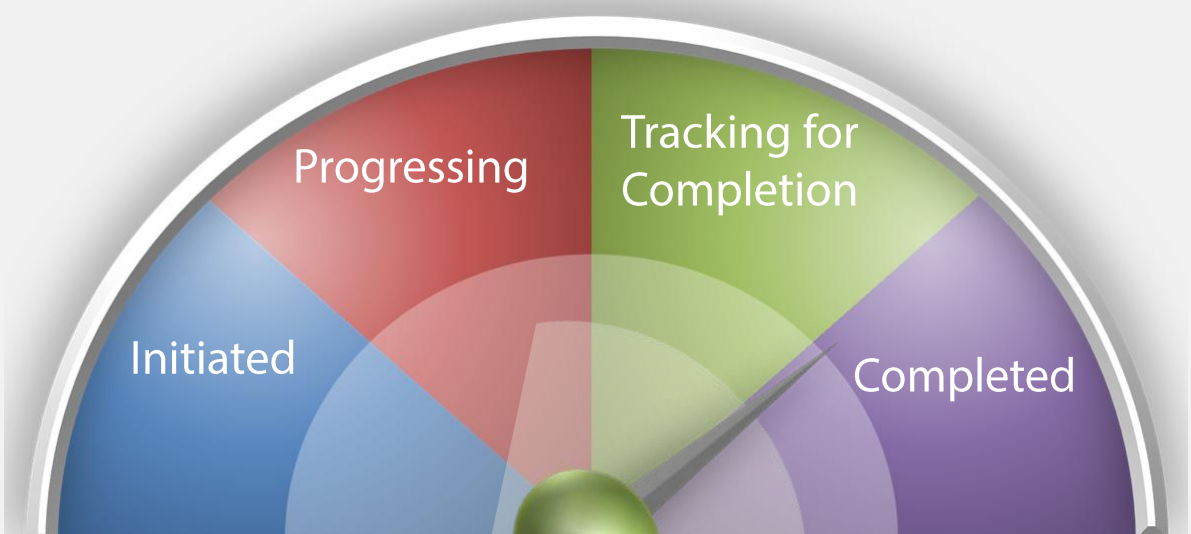 Initiated
Progressing
Tracking for
Completion
Completed